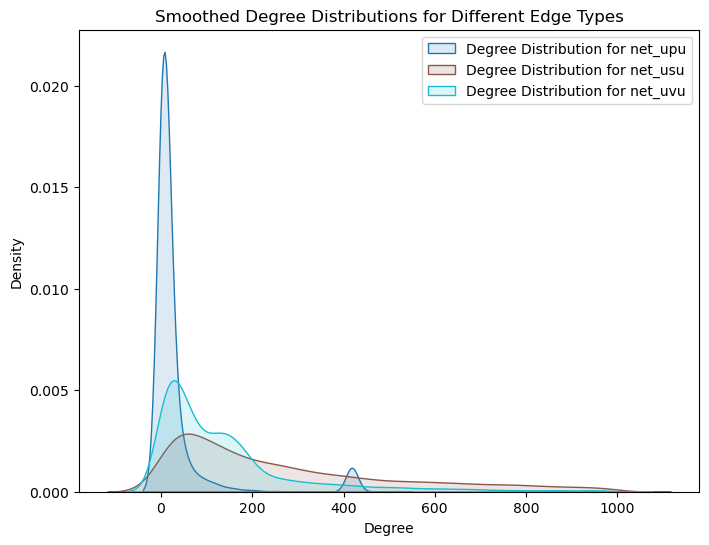 Smoothed Degree Distributions for Different Edge Types
Degree Distribution for net_upu
Degree Distribution for net_usu
Degree Distribution for net_uvu
0.020
0.015
0.010
0.005
0.000
Density
0 200 400 600 800 1000
Degree